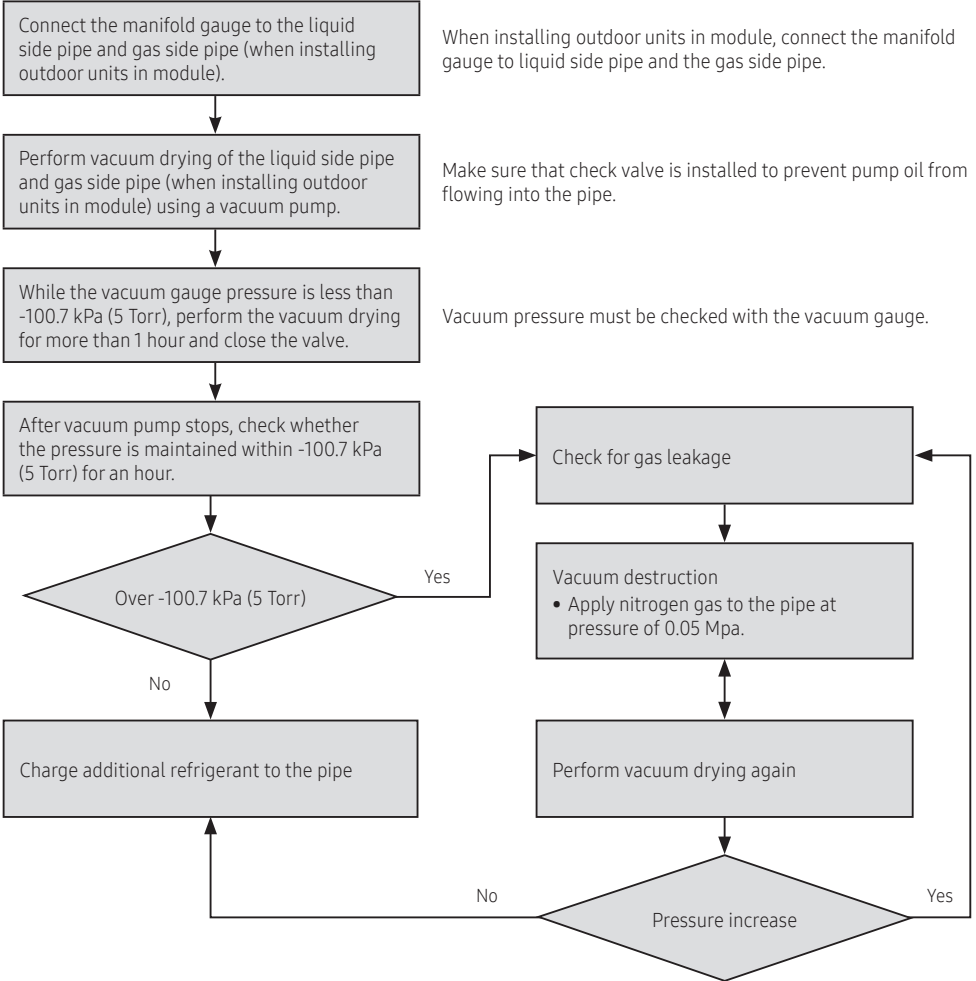 Connect the manifold gauge to the liquid
side pipe and gas side pipe (when installing
outdoor units in module).
When installing outdoor units in module, connect the manifold
gauge to liquid side pipe and the gas side pipe.
Perform vacuum drying of the liquid side pipe
and gas side pipe (when installing outdoor
units in module) using a vacuum pump.
Make sure that check valve is installed to prevent pump oil from
flowing into the pipe.
While the vacuum gauge pressure is less than
-100.7 kPa (5 Torr), perform the vacuum drying
for more than 1 hour and close the valve.
Vacuum pressure must be checked with the vacuum gauge.
After vacuum pump stops, check whether
the pressure is maintained within -100.7 kPa
(5 Torr) for an hour.
Check for gas leakage
Over -100.7 kPa (5 Torr)
Yes
Vacuum destruction
• Apply nitrogen gas to the pipe at
pressure of 0.05 Mpa.
No
Charge additional refrigerant to the pipe
Perform vacuum drying again
No
Pressure increase
Yes